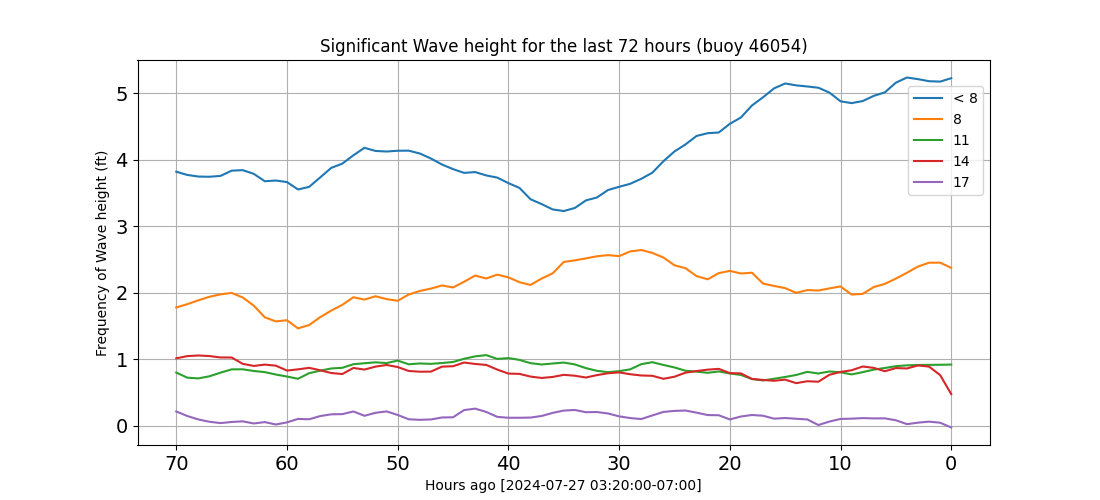 Significant Wave height for the last 72 hours (buoy 46054)
Frequency of Wave height (ft)
5
4
3
2
1
0
< 8
8
11
14
17
70 60 50 40 30 20 10 0
Hours ago [2024-07-27 03:20:00-07:00]